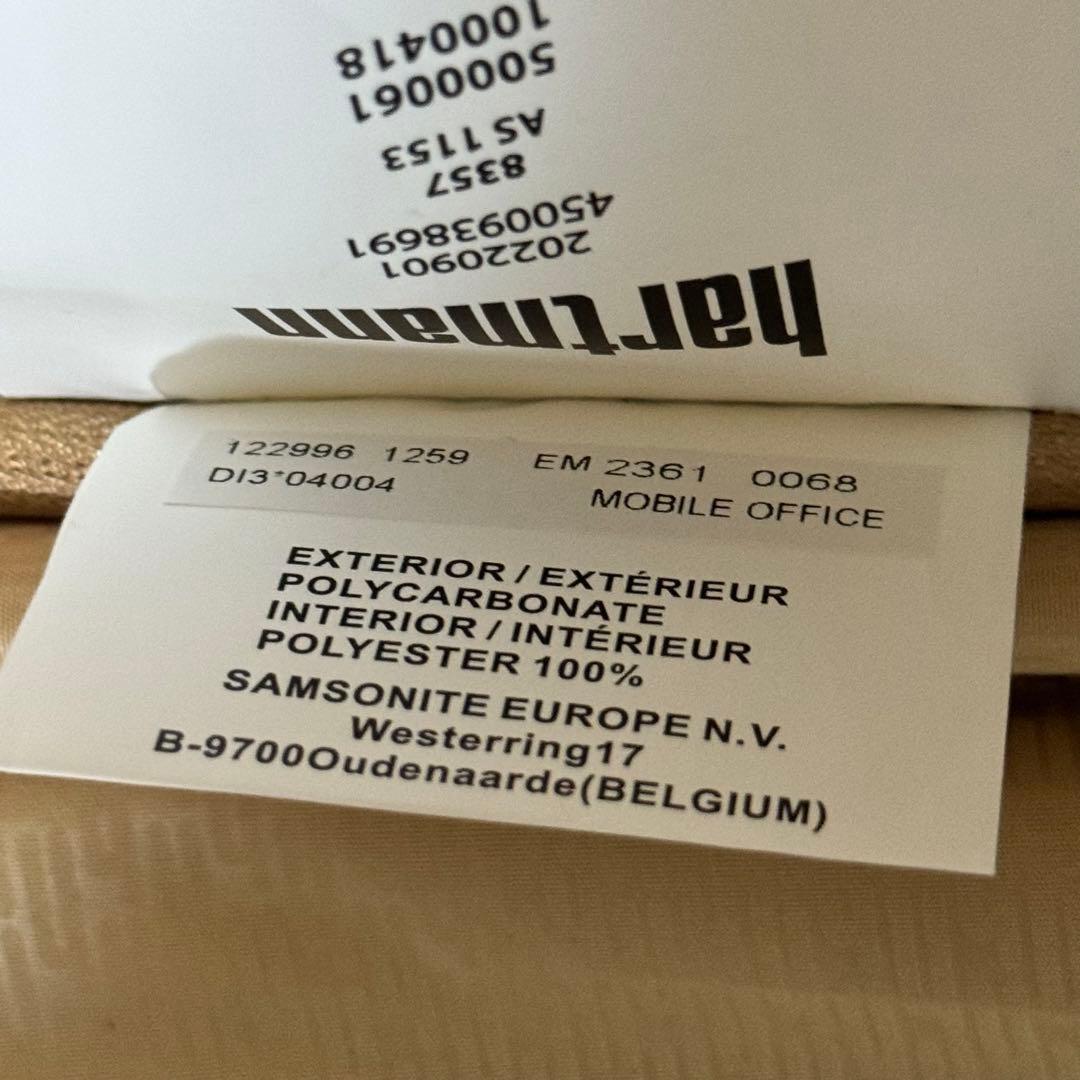 hartmann
20220901
4500938691
8357
AS 1153
5000061
1000418
122996 1259 EM 2361 0068
DI3*04004 MOBILE OFFICE
EXTERIOR / EXTÉRIEUR
POLYCARBONATE
INTERIOR / INTÉRIEUR
POLYESTER 100%
SAMSONITE EUROPE N.V.
Westerring17
B-9700Oudenaarde(BELGIUM)